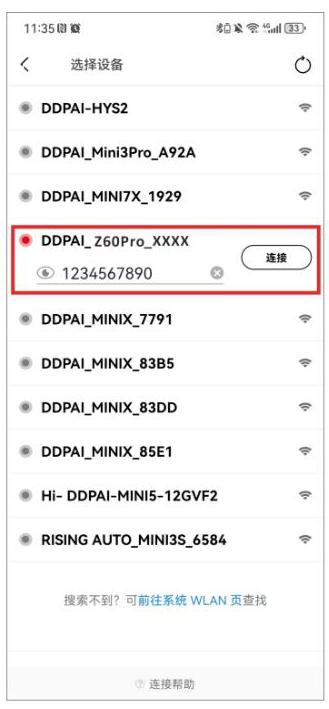 11:35
4G 33
选择设备
DDPAI-HYS2
DDPAI_Mini3Pro_A92A
DDPAI_MINI7X_1929
DDPAI_Z60Pro_XXXX
1234567890
连接
DDPAI_MINIX_7791
DDPAI_MINIX_83B5
DDPAI_MINIX_83DD
DDPAI_MINIX_85E1
Hi- DDPAI-MINI5-12GVF2
RISING AUTO_MINI3S_6584
搜索不到？可前往系统 WLAN 页查找
连接帮助